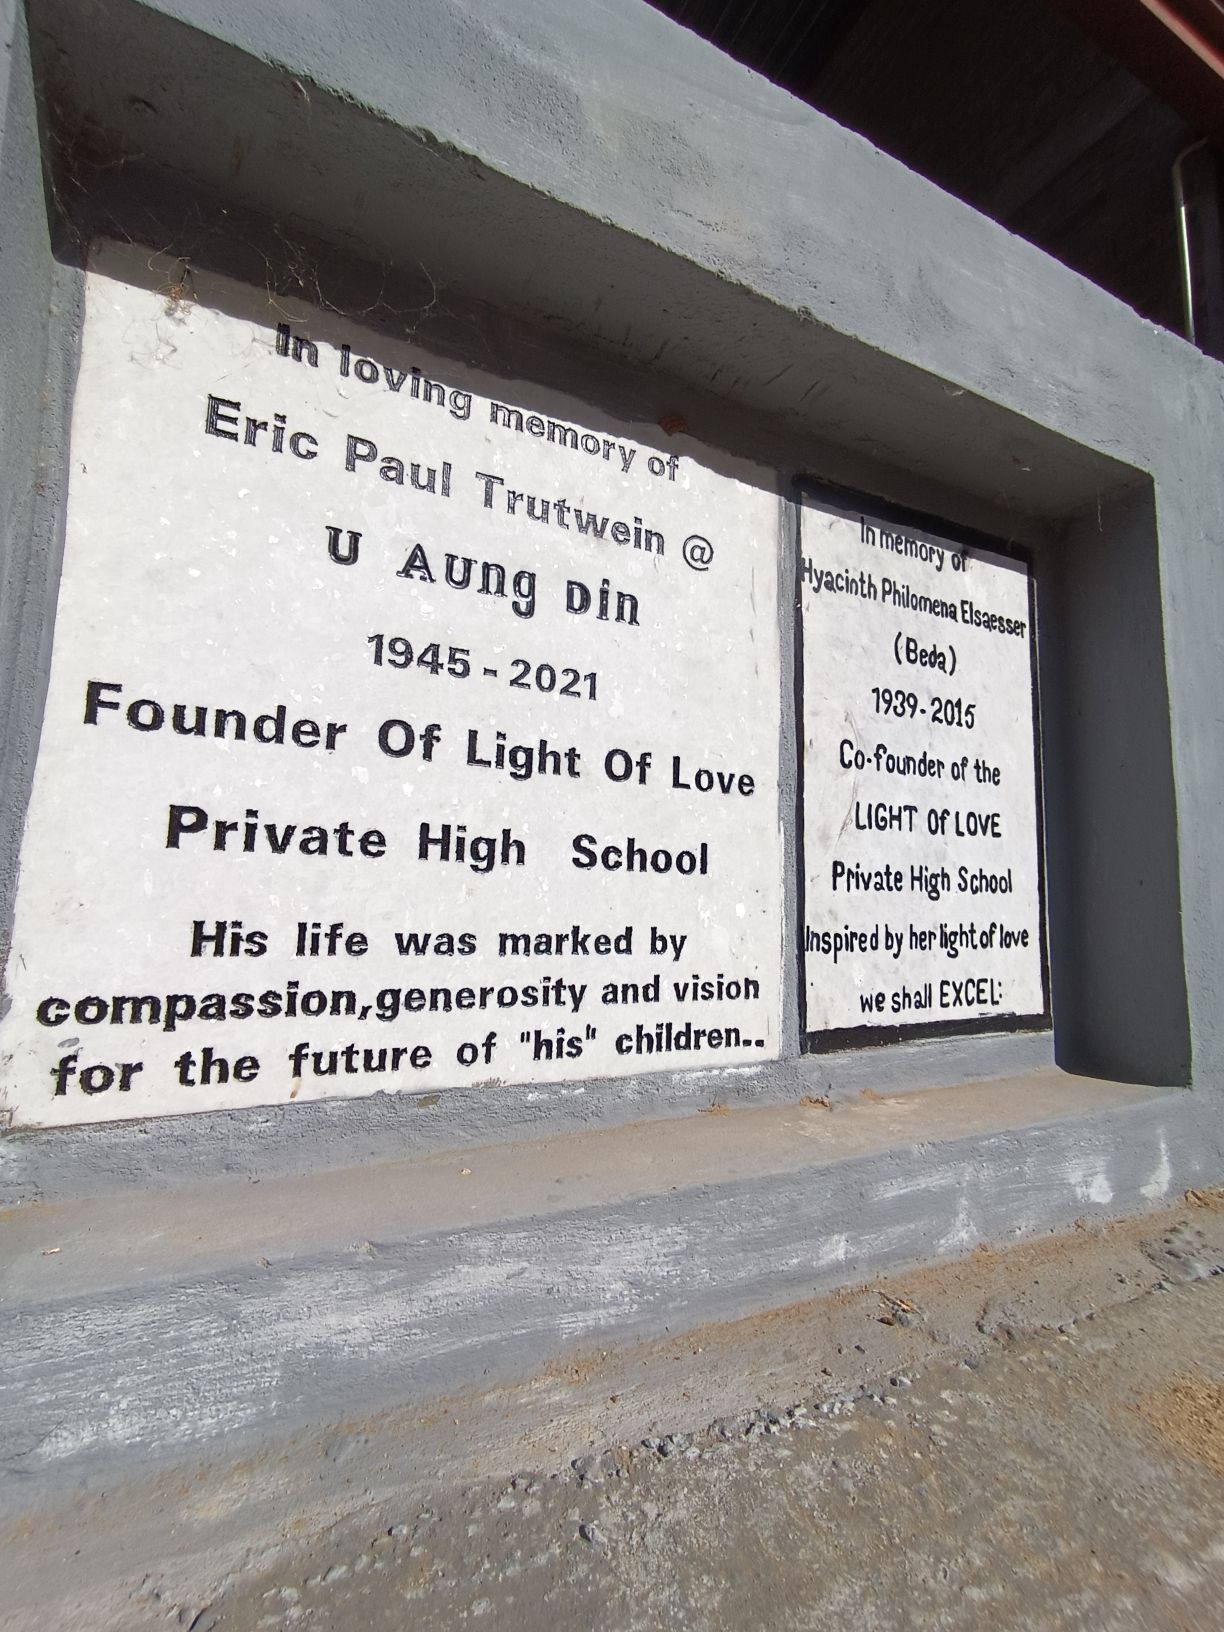 In loving memory of
Eric Paul Trutwein @
U Aung Din
1945 - 2021
Founder Of Light Of Love
Private High School
His life was marked by
compassion,generosity and vision
for the future of "his" children..
In memory of
Hyacinth Philomena Elsaesser
(Beda)
1939-2015
Co-founder of the
LIGHT Of LOVE
Private High School
Inspired by her light of love
we shall EXCEL: